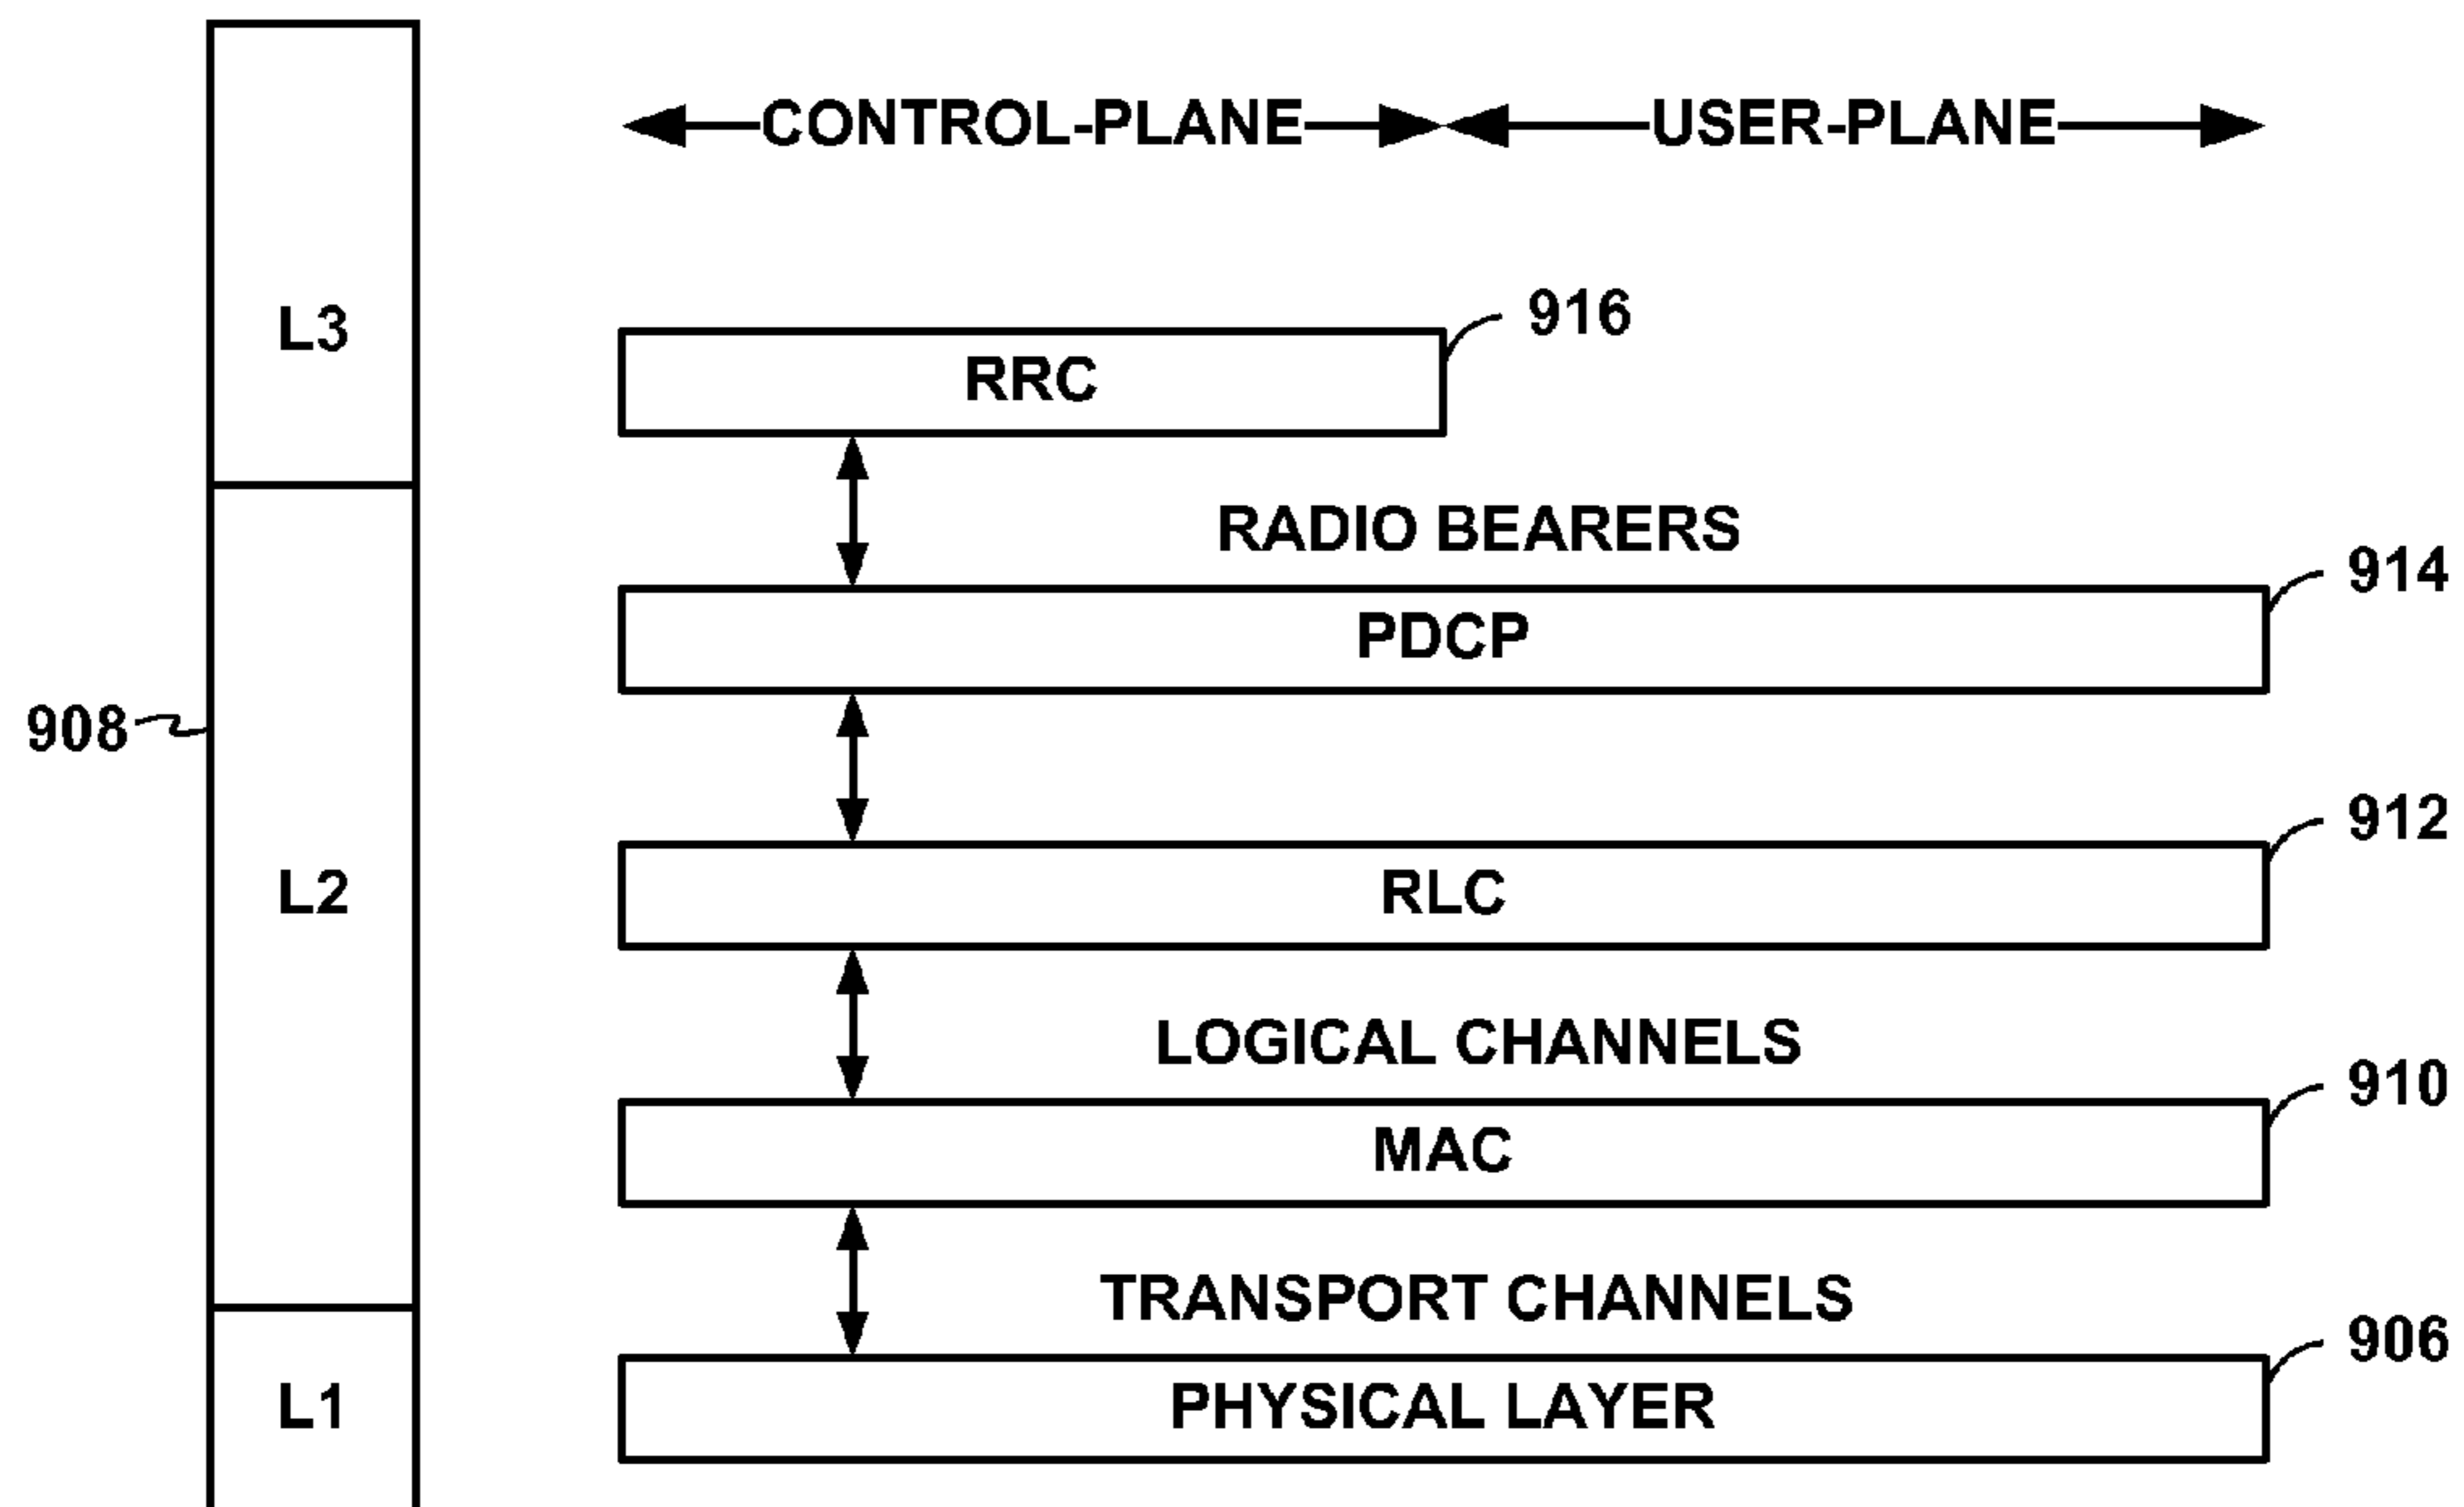 CONTROL-PLANE USER-PLANE
916
L3
RRC
RADIO BEARERS
914
PDCP
908
912
L2
RLC
LOGICAL CHANNELS
910
MAC
TRANSPORT CHANNELS
906
L1
PHYSICAL LAYER